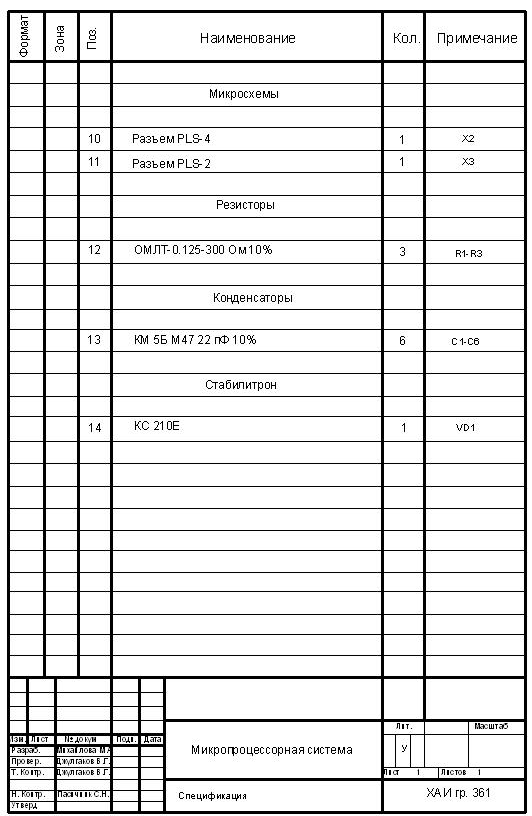 Формат Зона Поз. Наименование Кол. Примечание
Микросхемы
10 Разъем PLS-4 1 X2
11 Разъем PLS-2 1 X3
Резисторы
12 ОМЛТ-0.125-300 Ом 10% 3 R1-R3
Конденсаторы
13 КМ 5Б М47 22 пФ 10% 6 C1-C6
Стабилитрон
14 КС 210Е 1 VD1
Изм. Лист № докум Подп. Дата
Разраб. Михайлова М.А
Провер. Джулгаков В.Г.
Т. Контр. Джулгаков В.Г.
Н. Контр. Пасичник С.Н.
Утверд
Микропроцессорная система
Спецификация
Лит. Масштаб
У
Лист 1 Листов 1
ХАИ гр. 361